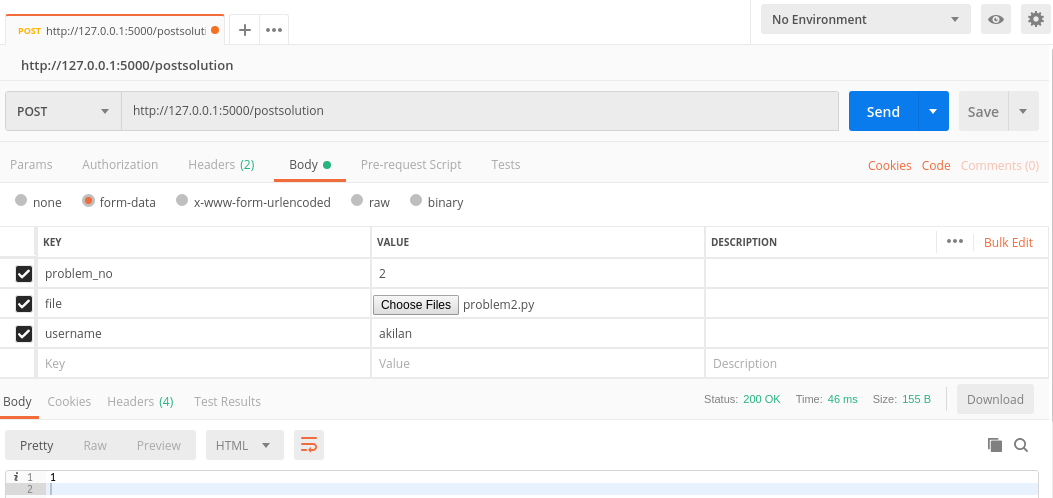 POST http://127.0.0.1:5000/postsoluti
No Environment
http://127.0.0.1:5000/postsolution
POST http://127.0.0.1:5000/postsolution Send Save
Params Authorization Headers (2) Body Pre-request Script Tests Cookies Code Comments (0)
none form-data x-www-form-urlencoded raw binary
KEY VALUE DESCRIPTION Bulk Edit
problem_no 2
file Choose Files problem2.py
username akilan
Key Value Description
Body Cookies Headers (4) Test Results Status: 200 OK Time: 46 ms Size: 155 B Download
Pretty Raw Preview HTML
i 1 1
2